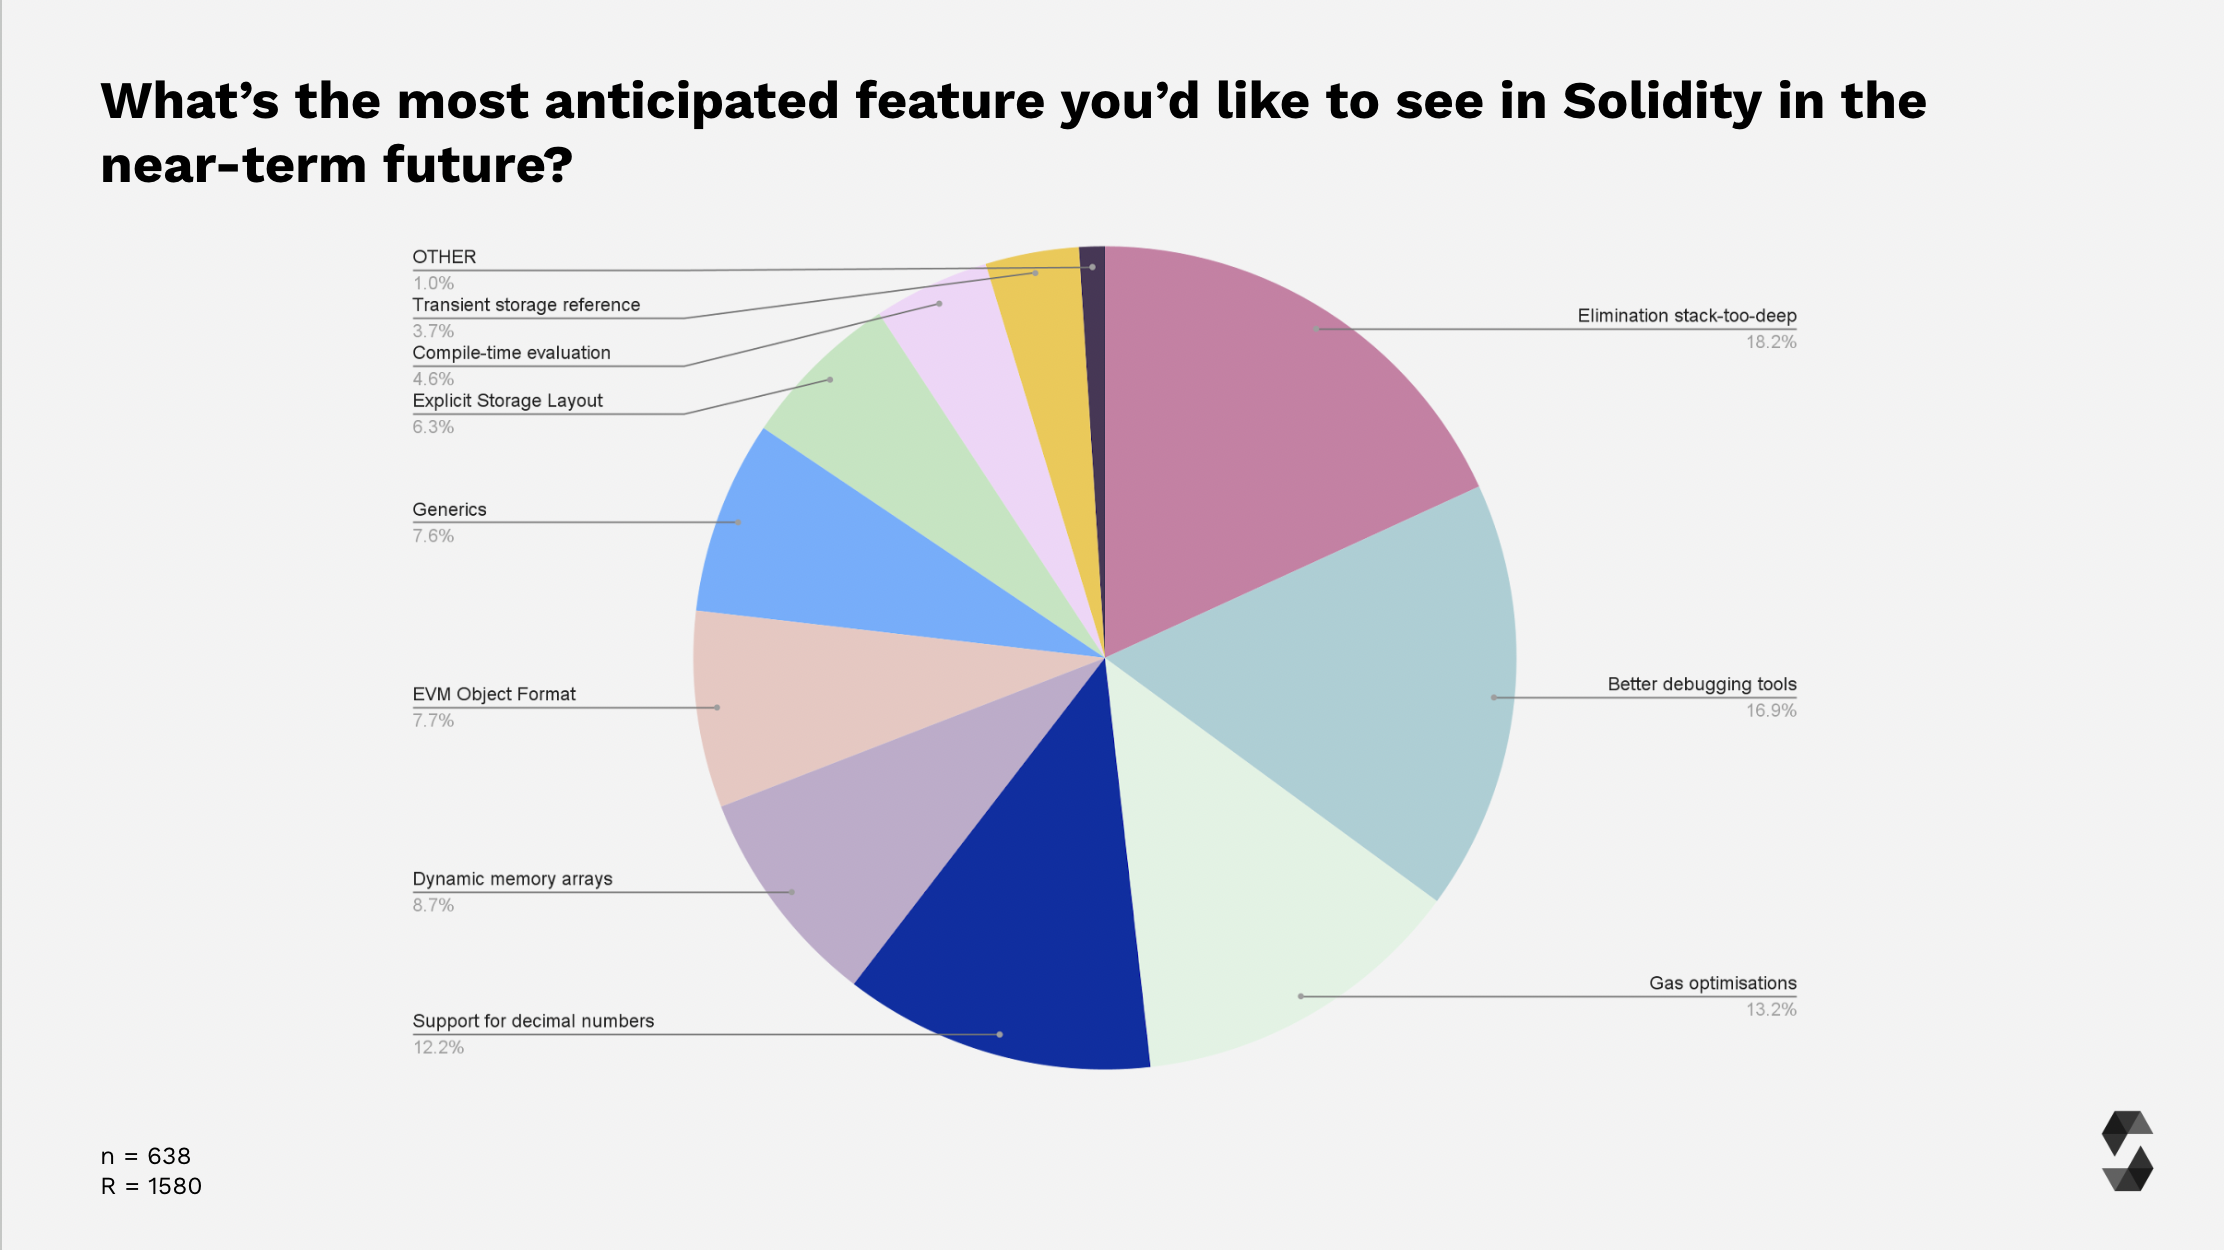 What’s the most anticipated feature you’d like to see in Solidity in the
near-term future?
OTHER
1.0%
Transient storage reference
3.7%
Compile-time evaluation
4.6%
Explicit Storage Layout
6.3%
Generics
7.6%
EVM Object Format
7.7%
Dynamic memory arrays
8.7%
Support for decimal numbers
12.2%
Elimination stack-too-deep
18.2%
Better debugging tools
16.9%
Gas optimisations
13.2%
n = 638
R = 1580